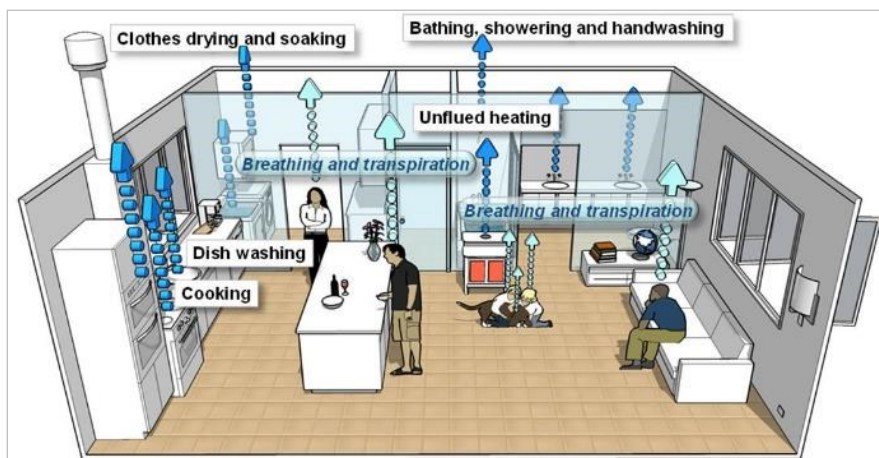 Clothes drying and soaking
Bathing, showering and handwashing
Unflued heating
Breathing and transpiration
Breathing and transpiration
Dish washing
Cooking